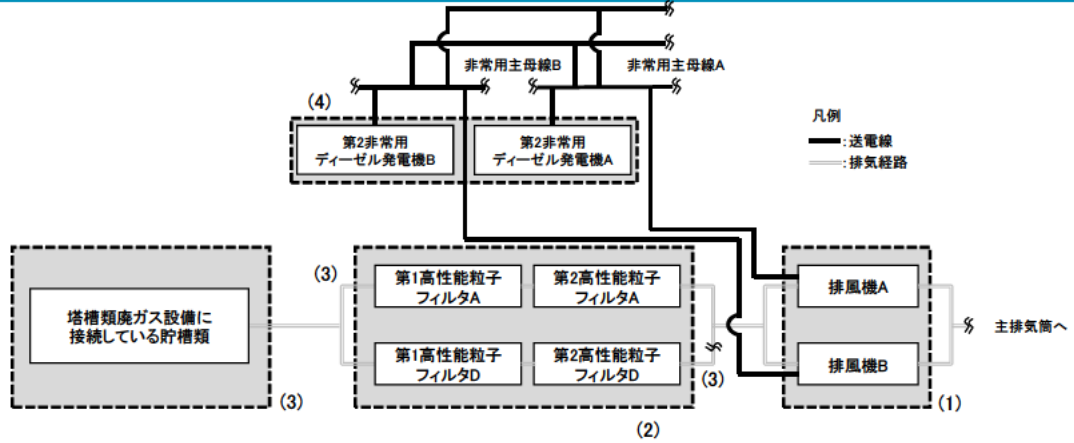 非常用主母線B
非常用主母線A
(4)
第2非常用
ディーゼル発電機B
第2非常用
ディーゼル発電機A
凡例
:送電線
:排気経路
(3)
第1高性能粒子
フィルタA
第2高性能粒子
フィルタA
排風機A
塔槽類廃ガス設備に
接続している貯槽類
主排気筒へ
第1高性能粒子
フィルタD
第2高性能粒子
フィルタD
排風機B
(3)
(3)
(1)
(2)